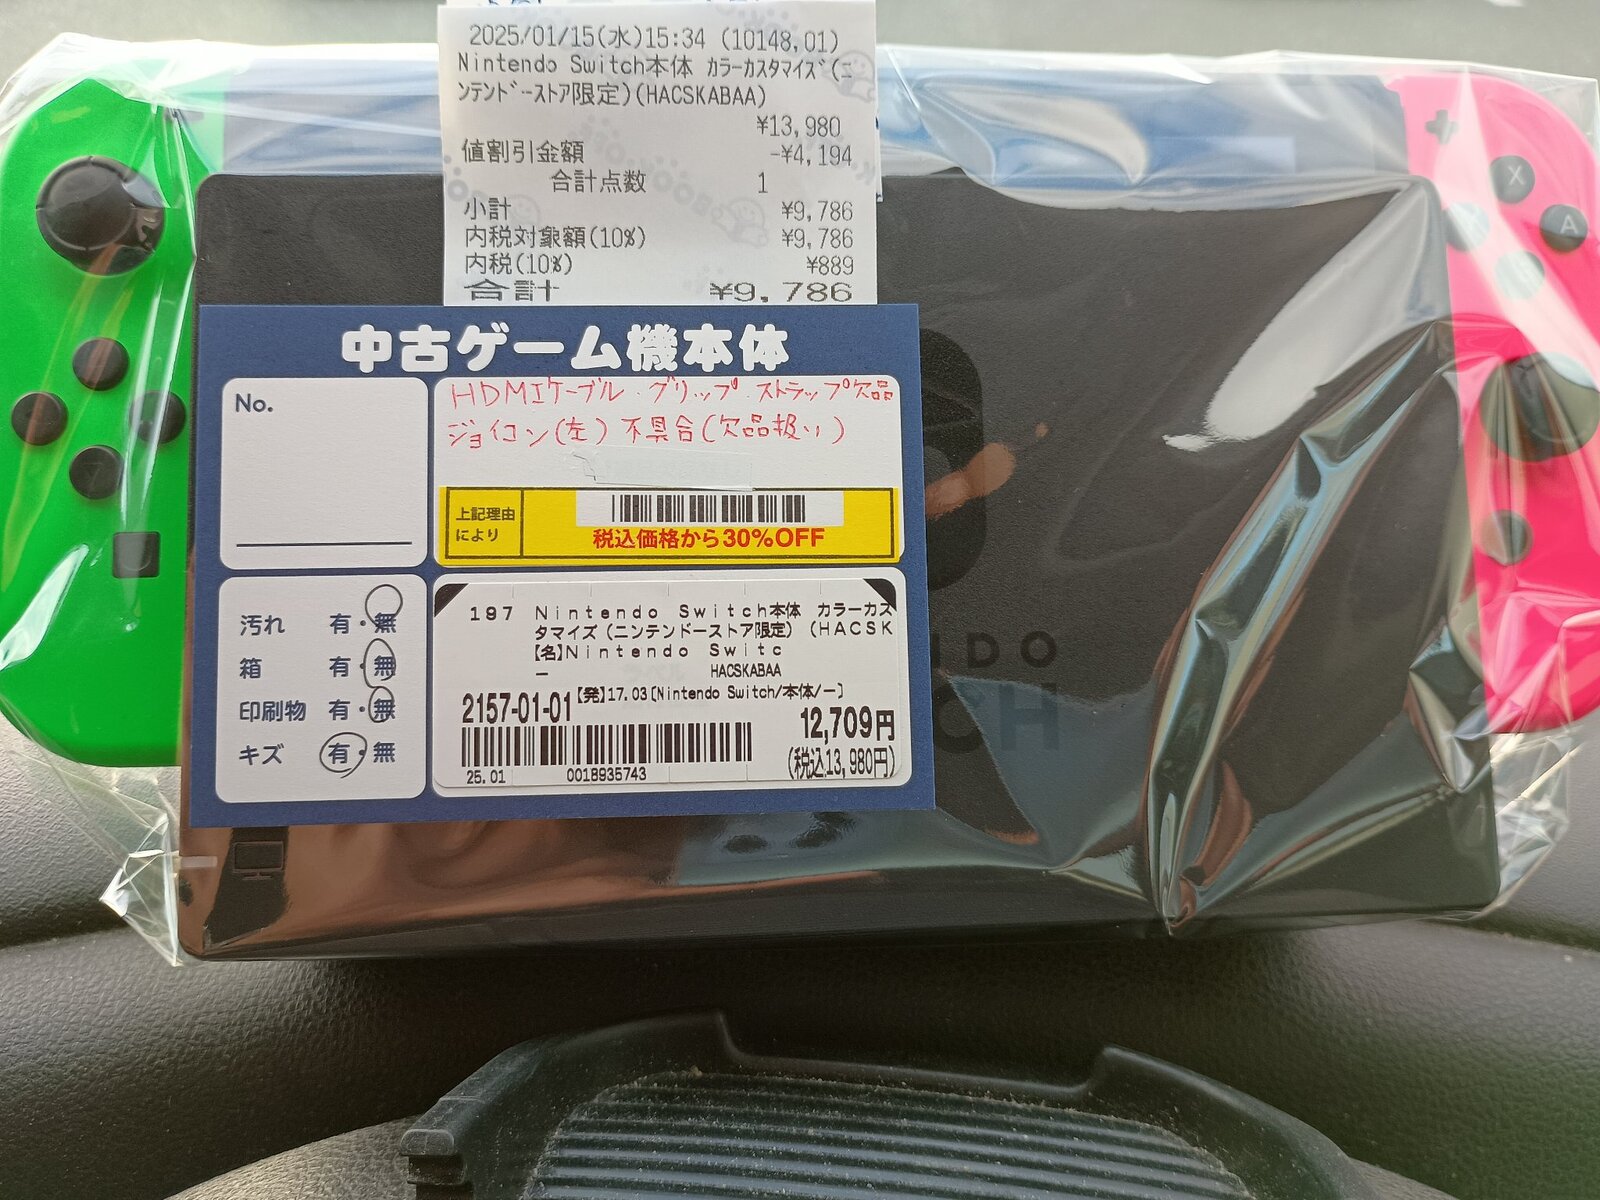 2025/01/15(水)15:34 (10148,01)
Nintendo Switch本体 カラーカスタマイズ(ニ
ンテンドーストア限定)(HACSKABAA)
¥13,980
値割引金額 -¥4,194
合計点数 1
小計 ¥9,786
内税対象額(10%) ¥9,786
内税(10%) ¥889
合計 ¥9,786
中古ゲーム機本体
No.
HDMIケーブル・グリップ・ストラップ欠品
ジョイコン(左)不具合(欠品扱い)
上記理由
により
税込価格から30%OFF
汚れ 有・無
箱 有・無
印刷物 有・無
キズ 有・無
197 Nintendo Switch本体 カラーカス
タマイズ(ニンテンドーストア限定) (HACSK
【名】Nintendo Switc
— HACSKABAA
【発】17.03[Nintendo Switch/本体/—]
2157-01-01
12,709円
(税込13,980円)
25.01 0018935743
X
A